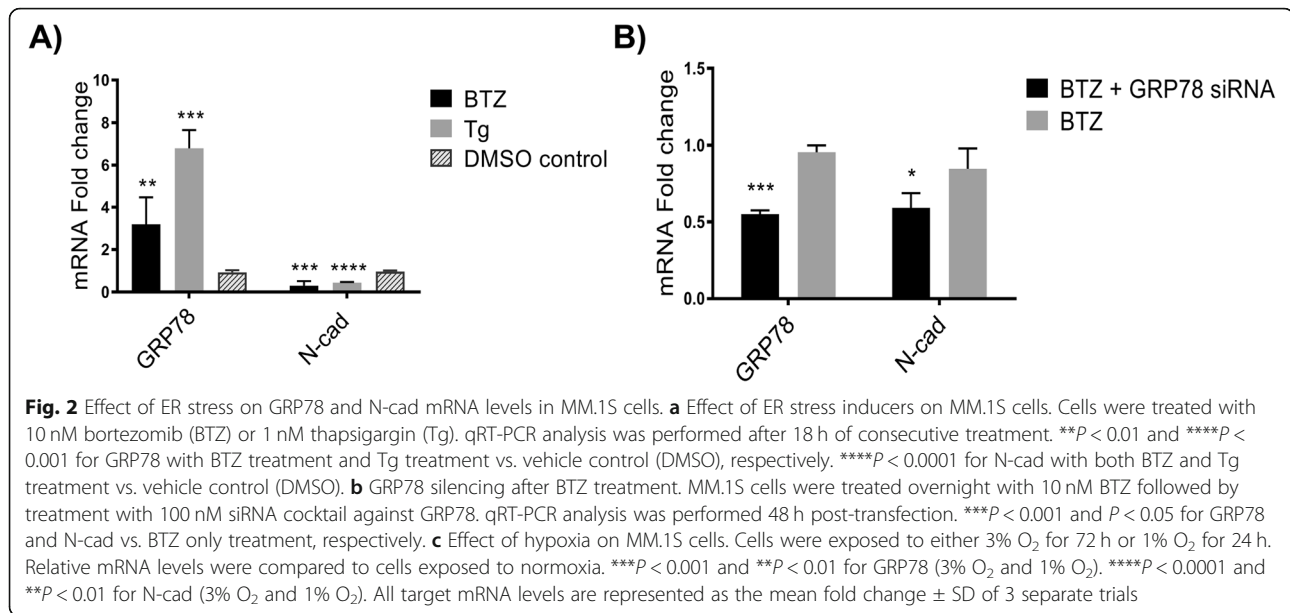 A)
mRNA Fold change
10
8
6
4
2
0
**
***
***
****
GRP78
N-cad
BTZ
Tg
DMSO control
B)
mRNA Fold change
1.5
1.0
0.5
0.0
***
*
GRP78
N-cad
BTZ + GRP78 siRNA
BTZ
Fig. 2 Effect of ER stress on GRP78 and N-cad mRNA levels in MM.1S cells. a Effect of ER stress inducers on MM.1S cells. Cells were treated with
10 nM bortezomib (BTZ) or 1 nM thapsigargin (Tg). qRT-PCR analysis was performed after 18 h of consecutive treatment. **P < 0.01 and ****P <
0.001 for GRP78 with BTZ treatment and Tg treatment vs. vehicle control (DMSO), respectively. ****P < 0.0001 for N-cad with both BTZ and Tg
treatment vs. vehicle control (DMSO). b GRP78 silencing after BTZ treatment. MM.1S cells were treated overnight with 10 nM BTZ followed by
treatment with 100 nM siRNA cocktail against GRP78. qRT-PCR analysis was performed 48 h post-transfection. ***P < 0.001 and P < 0.05 for GRP78
and N-cad vs. BTZ only treatment, respectively. c Effect of hypoxia on MM.1S cells. Cells were exposed to either 3% O₂ for 72 h or 1% O₂ for 24 h.
Relative mRNA levels were compared to cells exposed to normoxia. ***P < 0.001 and **P < 0.01 for GRP78 (3% O₂ and 1% O₂). ****P < 0.0001 and
**P < 0.01 for N-cad (3% O₂ and 1% O₂). All target mRNA levels are represented as the mean fold change ± SD of 3 separate trials